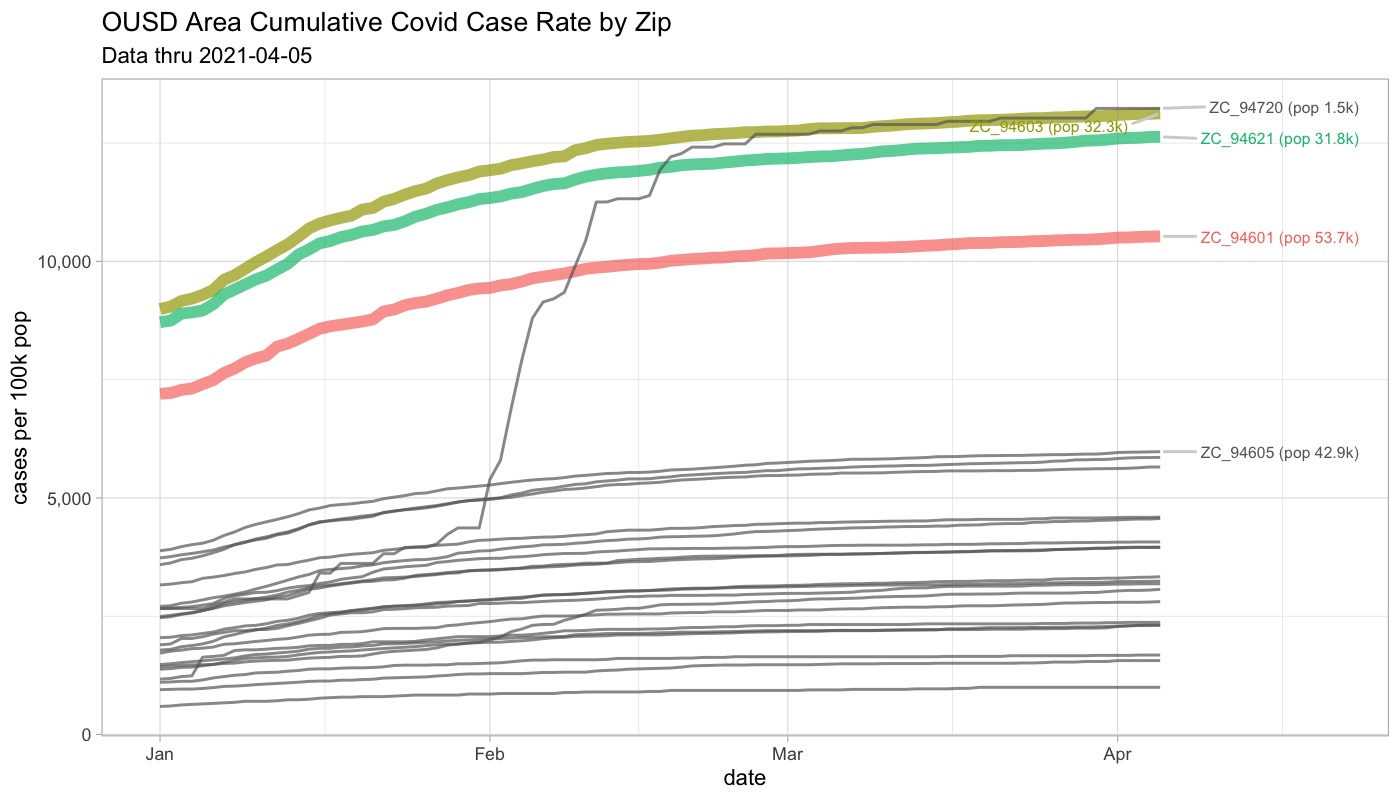 OUSD Area Cumulative Covid Case Rate by Zip
Data thru 2021-04-05
ZC_94720 (pop 1.5k)
ZC_94603 (pop 32.3k)
ZC_94621 (pop 31.8k)
ZC_94601 (pop 53.7k)
10,000
cases per 100k pop
ZC_94605 (pop 42.9k)
5,000
0
Jan Feb Mar Apr
date